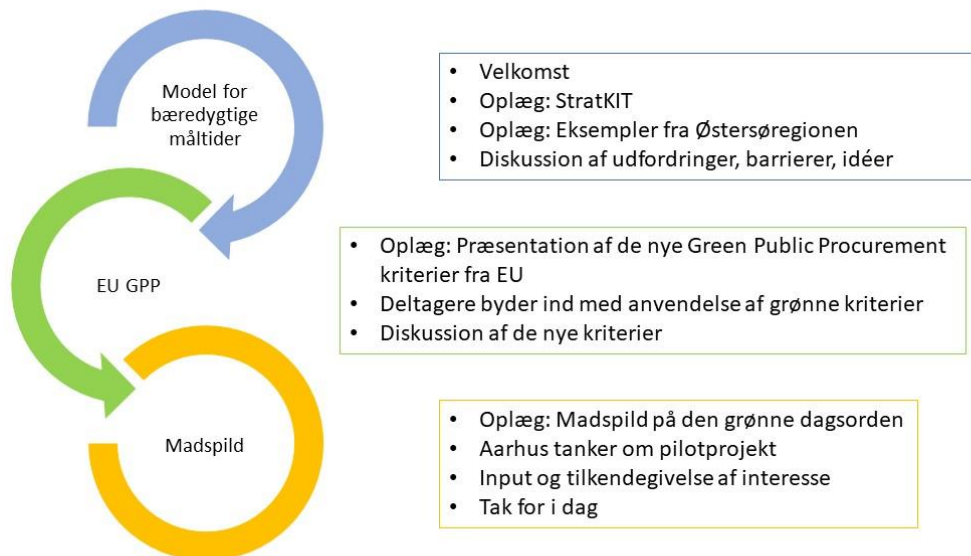 Model for
bæredygtige
måltider
• Velkomst
• Oplæg: StratKIT
• Oplæg: Eksempler fra Østersøregionen
• Diskussion af udfordringer, barrierer, idéer
EU GPP
• Oplæg: Præsentation af de nye Green Public Procurement
kriterier fra EU
• Deltagere byder ind med anvendelse af grønne kriterier
• Diskussion af de nye kriterier
Madspild
• Oplæg: Madspild på den grønne dagsorden
• Aarhus tanker om pilotprojekt
• Input og tilkendegivelse af interesse
• Tak for i dag